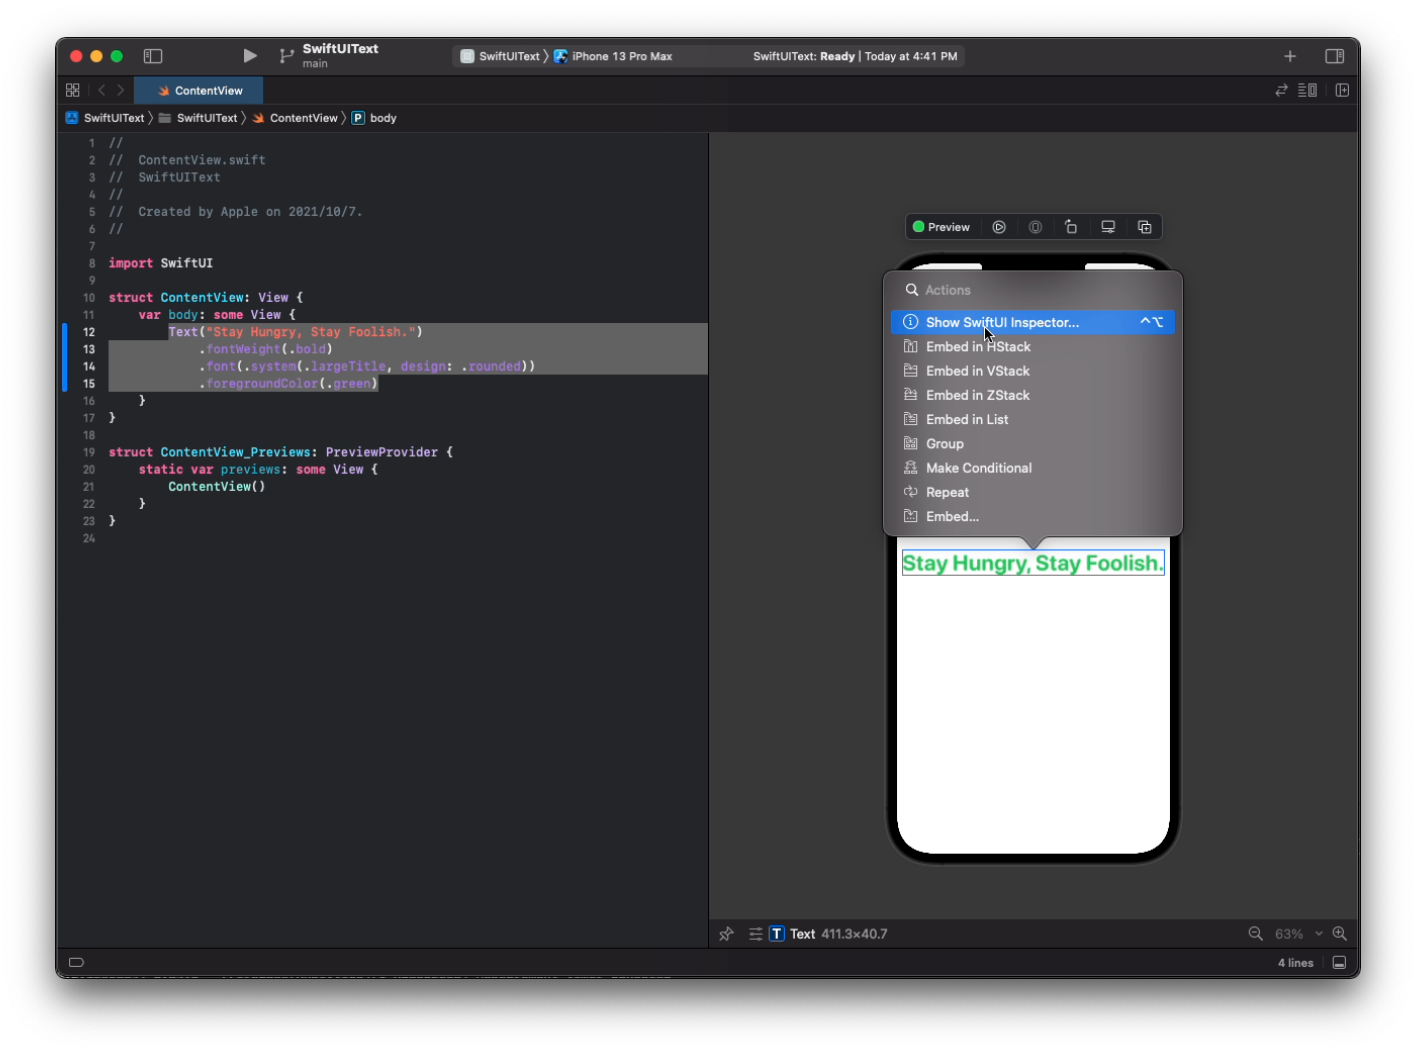 SwiftUIText
main
SwiftUIText 〉 iPhone 13 Pro Max
SwiftUIText: Ready | Today at 4:41 PM
ContentView
SwiftUIText 〉 SwiftUIText 〉 ContentView 〉 P body
1 //
2 //  ContentView.swift
3 //  SwiftUIText
4 //
5 //  Created by Apple on 2021/10/7.
6 //
7
8 import SwiftUI
9
10 struct ContentView: View {
11     var body: some View {
12         Text("Stay Hungry, Stay Foolish.")
13             .fontWeight(.bold)
14             .font(.system(.largeTitle, design: .rounded))
15             .foregroundColor(.green)
16     }
17 }
18
19 struct ContentView_Previews: PreviewProvider {
20     static var previews: some View {
21         ContentView()
22     }
23 }
24
Preview
Actions
Show SwiftUI Inspector... ^⌥
Embed in HStack
Embed in VStack
Embed in ZStack
Embed in List
Group
Make Conditional
Repeat
Embed...
Stay Hungry, Stay Foolish.
T Text 411.3×40.7
63%
4 lines